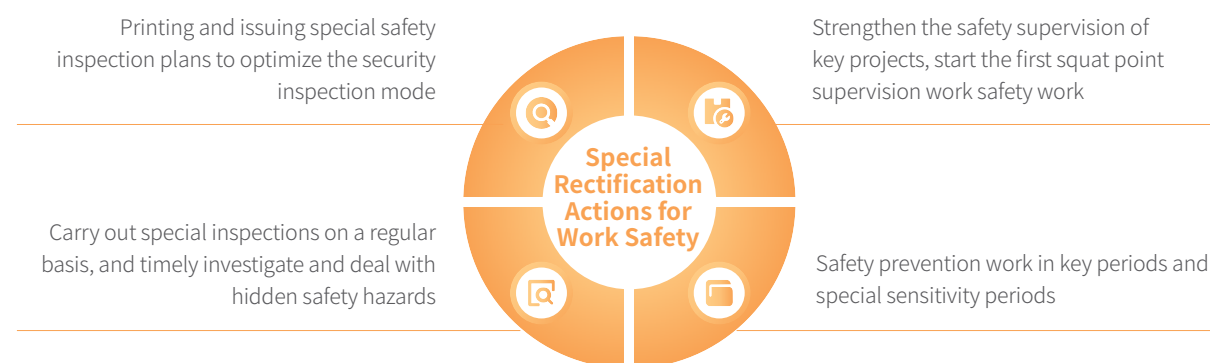 Printing and issuing special safety
inspection plans to optimize the security
inspection mode
Strengthen the safety supervision of
key projects, start the first squat point
supervision work safety work
Special
Rectification
Actions for
Work Safety
Carry out special inspections on a regular
basis, and timely investigate and deal with
hidden safety hazards
Safety prevention work in key periods and
special sensitivity periods